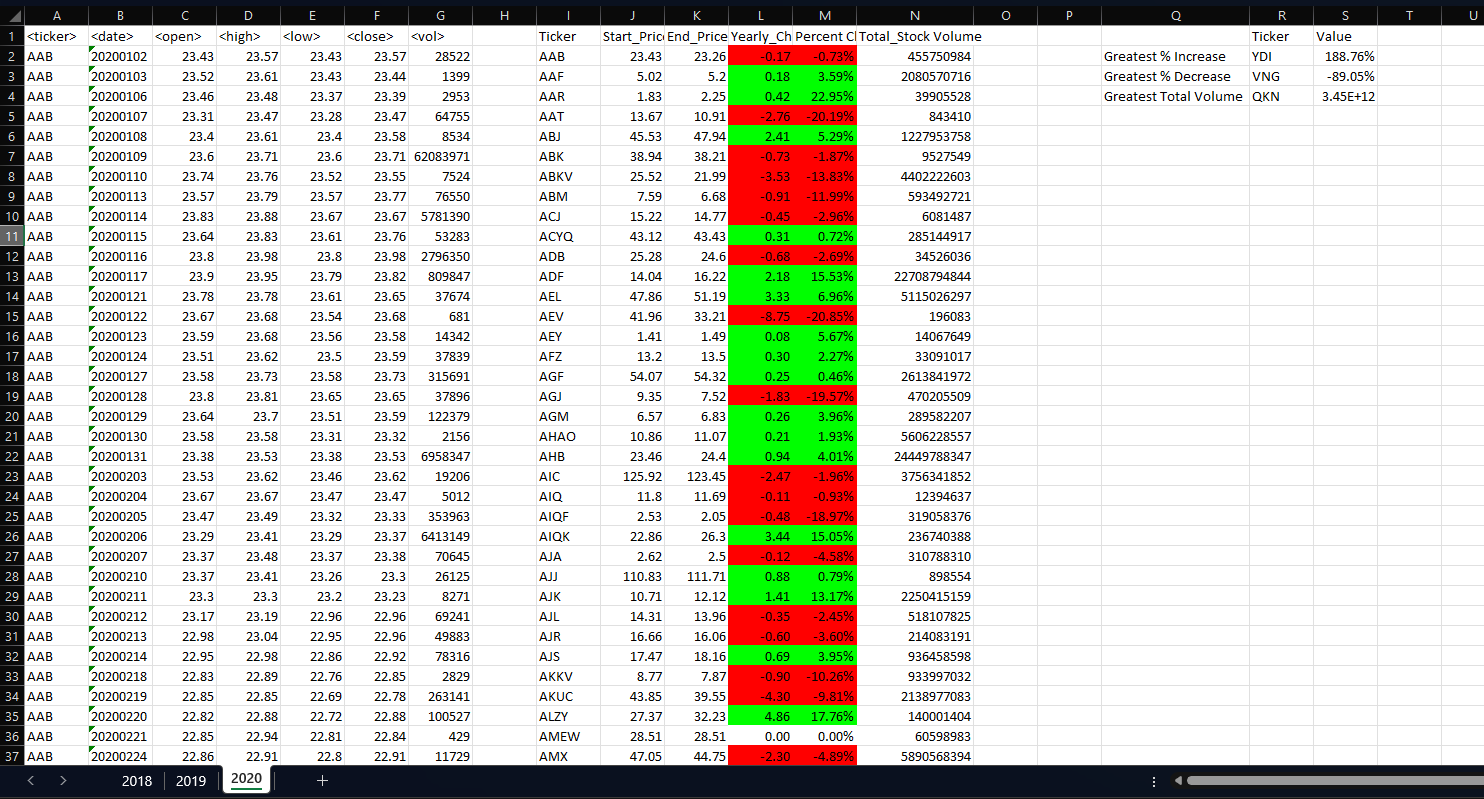 A B C D E F G H I J K L M N O P Q R S T U
1 <ticker> <date> <open> <high> <low> <close> <vol> Ticker Start_Pric End_Price Yearly_Ch Percent Cl Total_Stock Volume Ticker Value
2 AAB 20200102 23.43 23.57 23.43 23.57 28522 AAB 23.43 23.26 -0.17 -0.73% 455750984 Greatest % Increase YDI 188.76%
3 AAB 20200103 23.52 23.61 23.43 23.44 1399 AAF 5.02 5.2 0.18 3.59% 2080570716 Greatest % Decrease VNG -89.05%
4 AAB 20200106 23.46 23.48 23.37 23.39 2953 AAR 1.83 2.25 0.42 22.95% 39905528 Greatest Total Volume QKN 3.45E+12
5 AAB 20200107 23.31 23.47 23.28 23.47 64755 AAT 13.67 10.91 -2.76 -20.19% 843410
6 AAB 20200108 23.4 23.61 23.4 23.58 8534 ABJ 45.53 47.94 2.41 5.29% 1227953758
7 AAB 20200109 23.6 23.71 23.6 23.71 62083971 ABK 38.94 38.21 -0.73 -1.87% 9527549
8 AAB 20200110 23.74 23.76 23.52 23.55 7524 ABKV 25.52 21.99 -3.53 -13.83% 4402222603
9 AAB 20200113 23.57 23.79 23.57 23.77 76550 ABM 7.59 6.68 -0.91 -11.99% 593492721
10 AAB 20200114 23.83 23.88 23.67 23.67 5781390 ACJ 15.22 14.77 -0.45 -2.96% 6081487
11 AAB 20200115 23.64 23.83 23.61 23.76 53283 ACYQ 43.12 43.43 0.31 0.72% 285144917
12 AAB 20200116 23.8 23.98 23.8 23.98 2796350 ADB 25.28 24.6 -0.68 -2.69% 34526036
13 AAB 20200117 23.9 23.95 23.79 23.82 809847 ADF 14.04 16.22 2.18 15.53% 22708794844
14 AAB 20200121 23.78 23.78 23.61 23.65 37674 AEL 47.86 51.19 3.33 6.96% 5115026297
15 AAB 20200122 23.67 23.68 23.54 23.68 681 AEV 41.96 33.21 -8.75 -20.85% 196083
16 AAB 20200123 23.59 23.68 23.56 23.58 14342 AEY 1.41 1.49 0.08 5.67% 14067649
17 AAB 20200124 23.51 23.62 23.5 23.59 37839 AFZ 13.2 13.5 0.30 2.27% 33091017
18 AAB 20200127 23.58 23.73 23.58 23.73 315691 AGF 54.07 54.32 0.25 0.46% 2613841972
19 AAB 20200128 23.8 23.81 23.65 23.65 37896 AGJ 9.35 7.52 -1.83 -19.57% 470205509
20 AAB 20200129 23.64 23.7 23.51 23.59 122379 AGM 6.57 6.83 0.26 3.96% 289582207
21 AAB 20200130 23.58 23.58 23.31 23.32 2156 AHAO 10.86 11.07 0.21 1.93% 5606228557
22 AAB 20200131 23.38 23.53 23.38 23.53 6958347 AHB 23.46 24.4 0.94 4.01% 24449788347
23 AAB 20200203 23.53 23.62 23.46 23.62 19206 AIC 125.92 123.45 -2.47 -1.96% 3756341852
24 AAB 20200204 23.67 23.67 23.47 23.47 5012 AIQ 11.8 11.69 -0.11 -0.93% 12394637
25 AAB 20200205 23.47 23.49 23.32 23.33 353963 AIQF 2.53 2.05 -0.48 -18.97% 319058376
26 AAB 20200206 23.29 23.41 23.29 23.37 6413149 AIQK 22.86 26.3 3.44 15.05% 236740388
27 AAB 20200207 23.37 23.48 23.37 23.38 70645 AJA 2.62 2.5 -0.12 -4.58% 310788310
28 AAB 20200210 23.37 23.41 23.26 23.3 26125 AJJ 110.83 111.71 0.88 0.79% 898554
29 AAB 20200211 23.3 23.3 23.2 23.23 8271 AJK 10.71 12.12 1.41 13.17% 2250415159
30 AAB 20200212 23.17 23.19 22.96 22.96 69241 AJL 14.31 13.96 -0.35 -2.45% 518107825
31 AAB 20200213 22.98 23.04 22.95 22.96 49883 AJR 16.66 16.06 -0.60 -3.60% 214083191
32 AAB 20200214 22.95 22.98 22.86 22.92 78316 AJS 17.47 18.16 0.69 3.95% 936458598
33 AAB 20200218 22.83 22.89 22.76 22.85 2829 AKKV 8.77 7.87 -0.90 -10.26% 933997032
34 AAB 20200219 22.85 22.85 22.69 22.78 263141 AKUC 43.85 39.55 -4.30 -9.81% 2138977083
35 AAB 20200220 22.82 22.88 22.72 22.88 100527 ALZY 27.37 32.23 4.86 17.76% 140001404
36 AAB 20200221 22.85 22.94 22.81 22.84 429 AMEW 28.51 28.51 0.00 0.00% 60598983
37 AAB 20200224 22.86 22.91 22.8 22.91 11729 AMX 47.05 44.75 -2.30 -4.89% 5890568394
2018 2019 2020